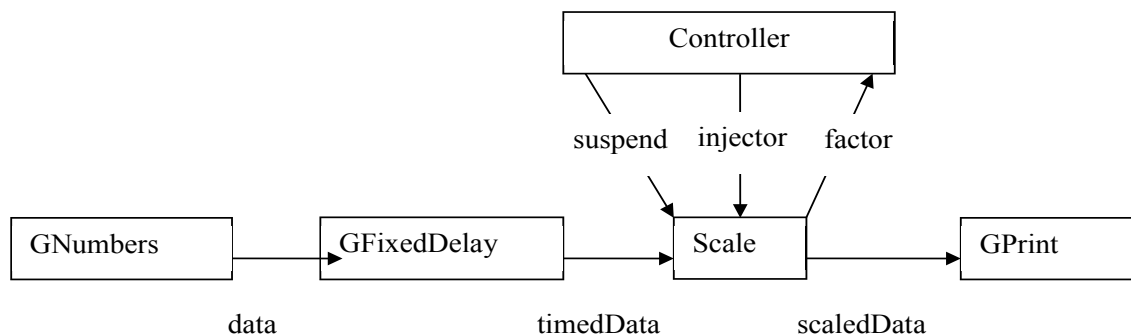 Controller
suspend injector factor
GNumbers GFixedDelay Scale GPrint
data timedData scaledData